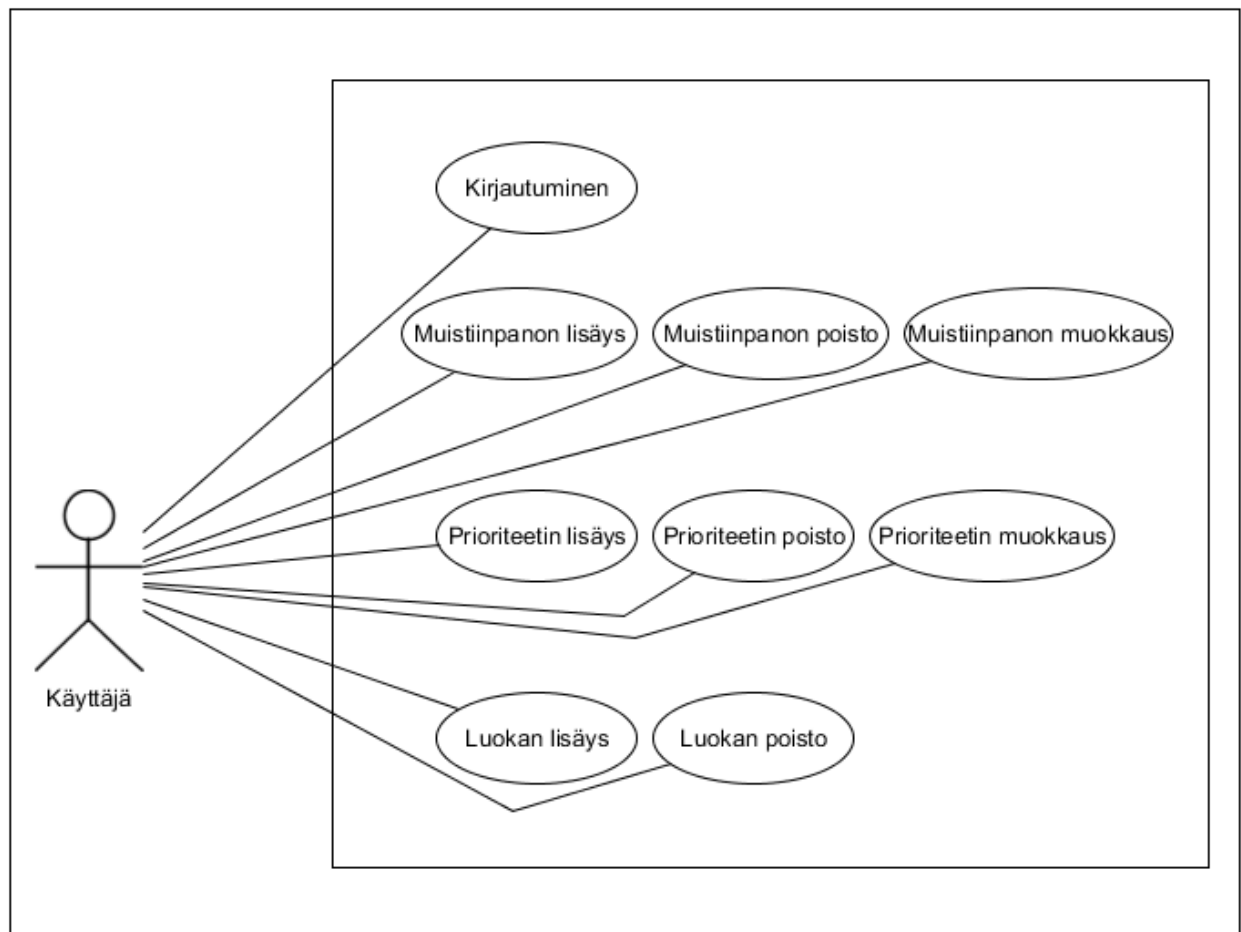 Kirjautuminen
Muistiinpanon lisäys
Muistiinpanon poisto
Muistiinpanon muokkaus
Prioriteetin lisäys
Prioriteetin poisto
Prioriteetin muokkaus
Käyttäjä
Luokan lisäys
Luokan poisto